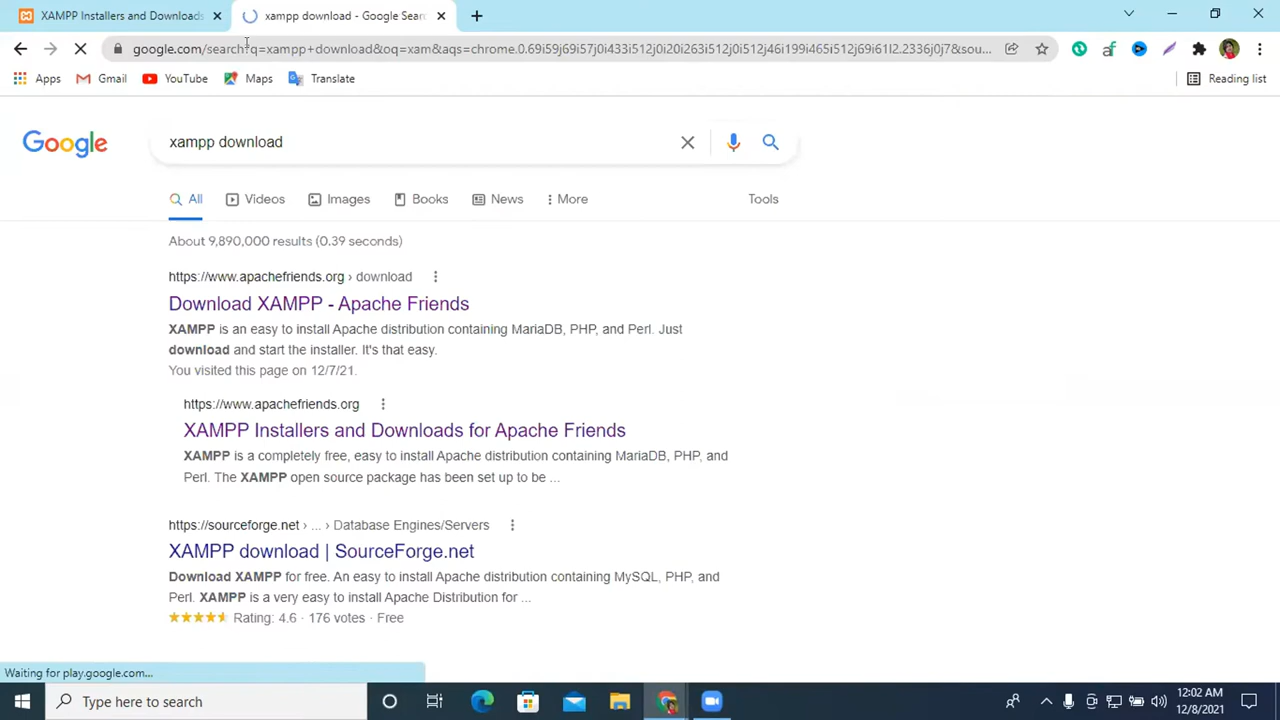 XAMPP Installers and Downloads
xampp download - Google Sear
google.com/search?q=xampp+download&oq=xam&aqs=chrome.0.69i59j69i57j0i433i512j0i20i263i512j0i512j46i199i465i512j69i61l2.2336j0j7&sou...
Apps
Gmail
YouTube
Maps
Translate
Reading list
Google
xampp download
All
Videos
Images
Books
News
More
Tools
About 9,890,000 results (0.39 seconds)
https://www.apachefriends.org › download
Download XAMPP - Apache Friends
XAMPP is an easy to install Apache distribution containing MariaDB, PHP, and Perl. Just
download and start the installer. It's that easy.
You visited this page on 12/7/21.
https://www.apachefriends.org
XAMPP Installers and Downloads for Apache Friends
XAMPP is a completely free, easy to install Apache distribution containing MariaDB, PHP, and
Perl. The XAMPP open source package has been set up to be ...
https://sourceforge.net › ... › Database Engines/Servers
XAMPP download | SourceForge.net
Download XAMPP for free. An easy to install Apache distribution containing MySQL, PHP, and
Perl. XAMPP is a very easy to install Apache Distribution for ...
Rating: 4.6 · 176 votes · Free
Waiting for play.google.com...
Type here to search
12:02 AM
12/8/2021